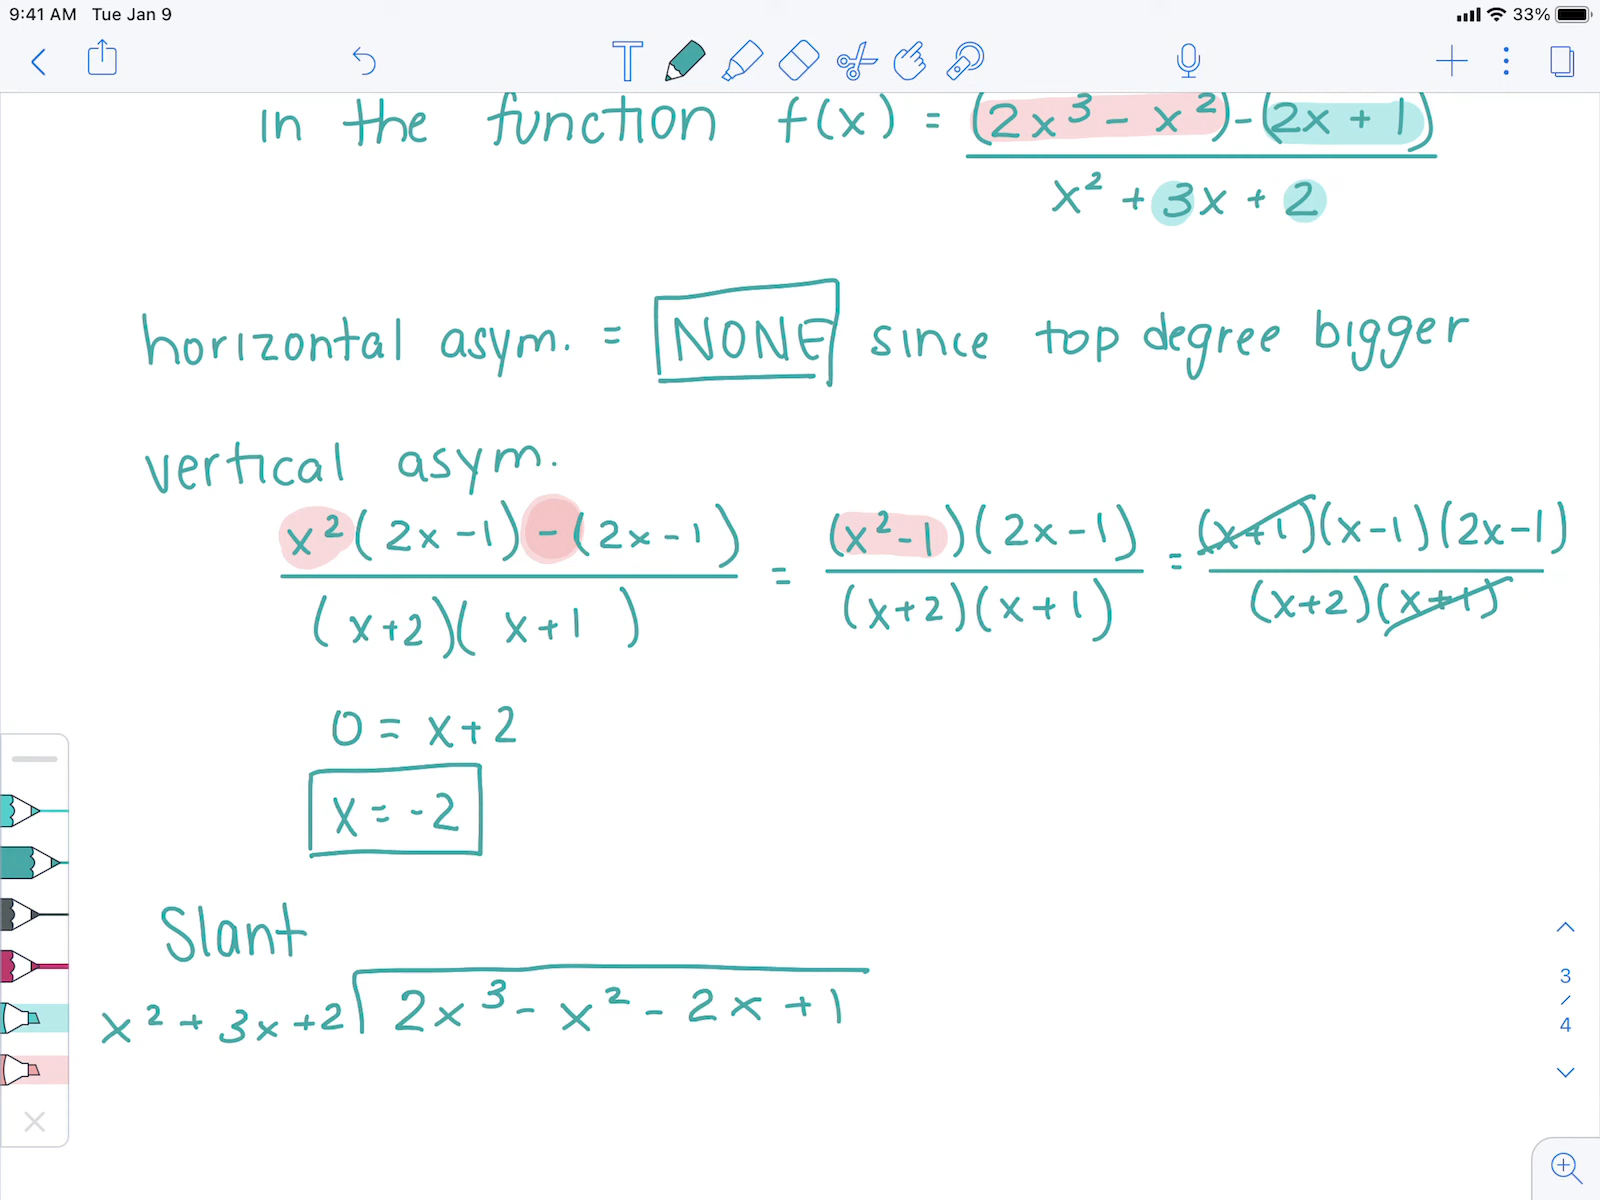 9:41 AM Tue Jan 9 33%
T
in the function f(x) = (2x³ - x²) - (2x + 1)
x² + 3x + 2
horizontal asym. = NONE since top degree bigger
vertical asym.
x²(2x-1) - (2x-1) = (x²-1)(2x-1) = (x+1)(x-1)(2x-1)
(x+2)(x+1) (x+2)(x+1) (x+2)(x+1)
0 = x+2
x = -2
Slant
x² + 3x +2 2x³ - x² - 2x + 1
3
/
4